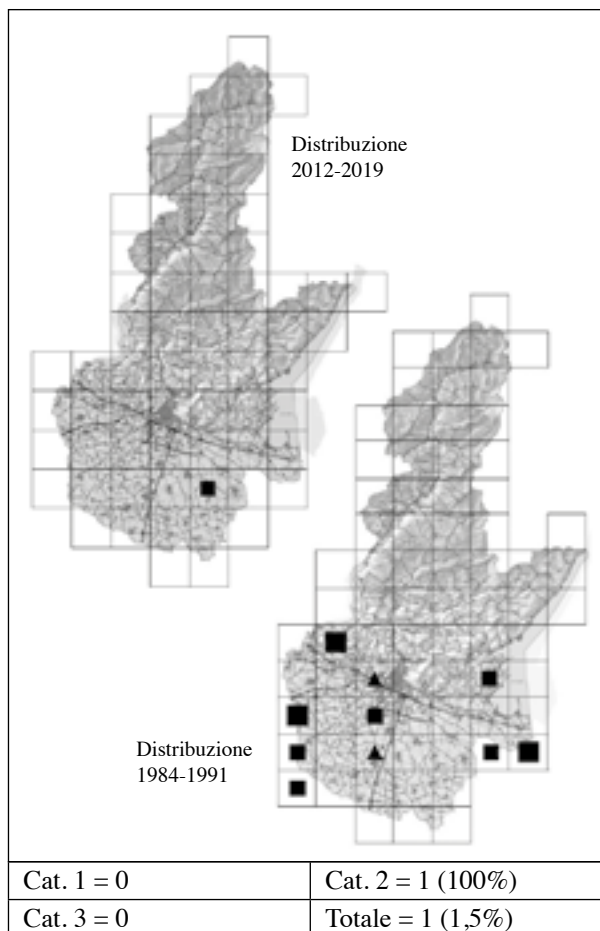 Distribuzione
2012-2019
Distribuzione
1984-1991
Cat. 1 = 0
Cat. 2 = 1 (100%)
Cat. 3 = 0
Totale = 1 (1,5%)